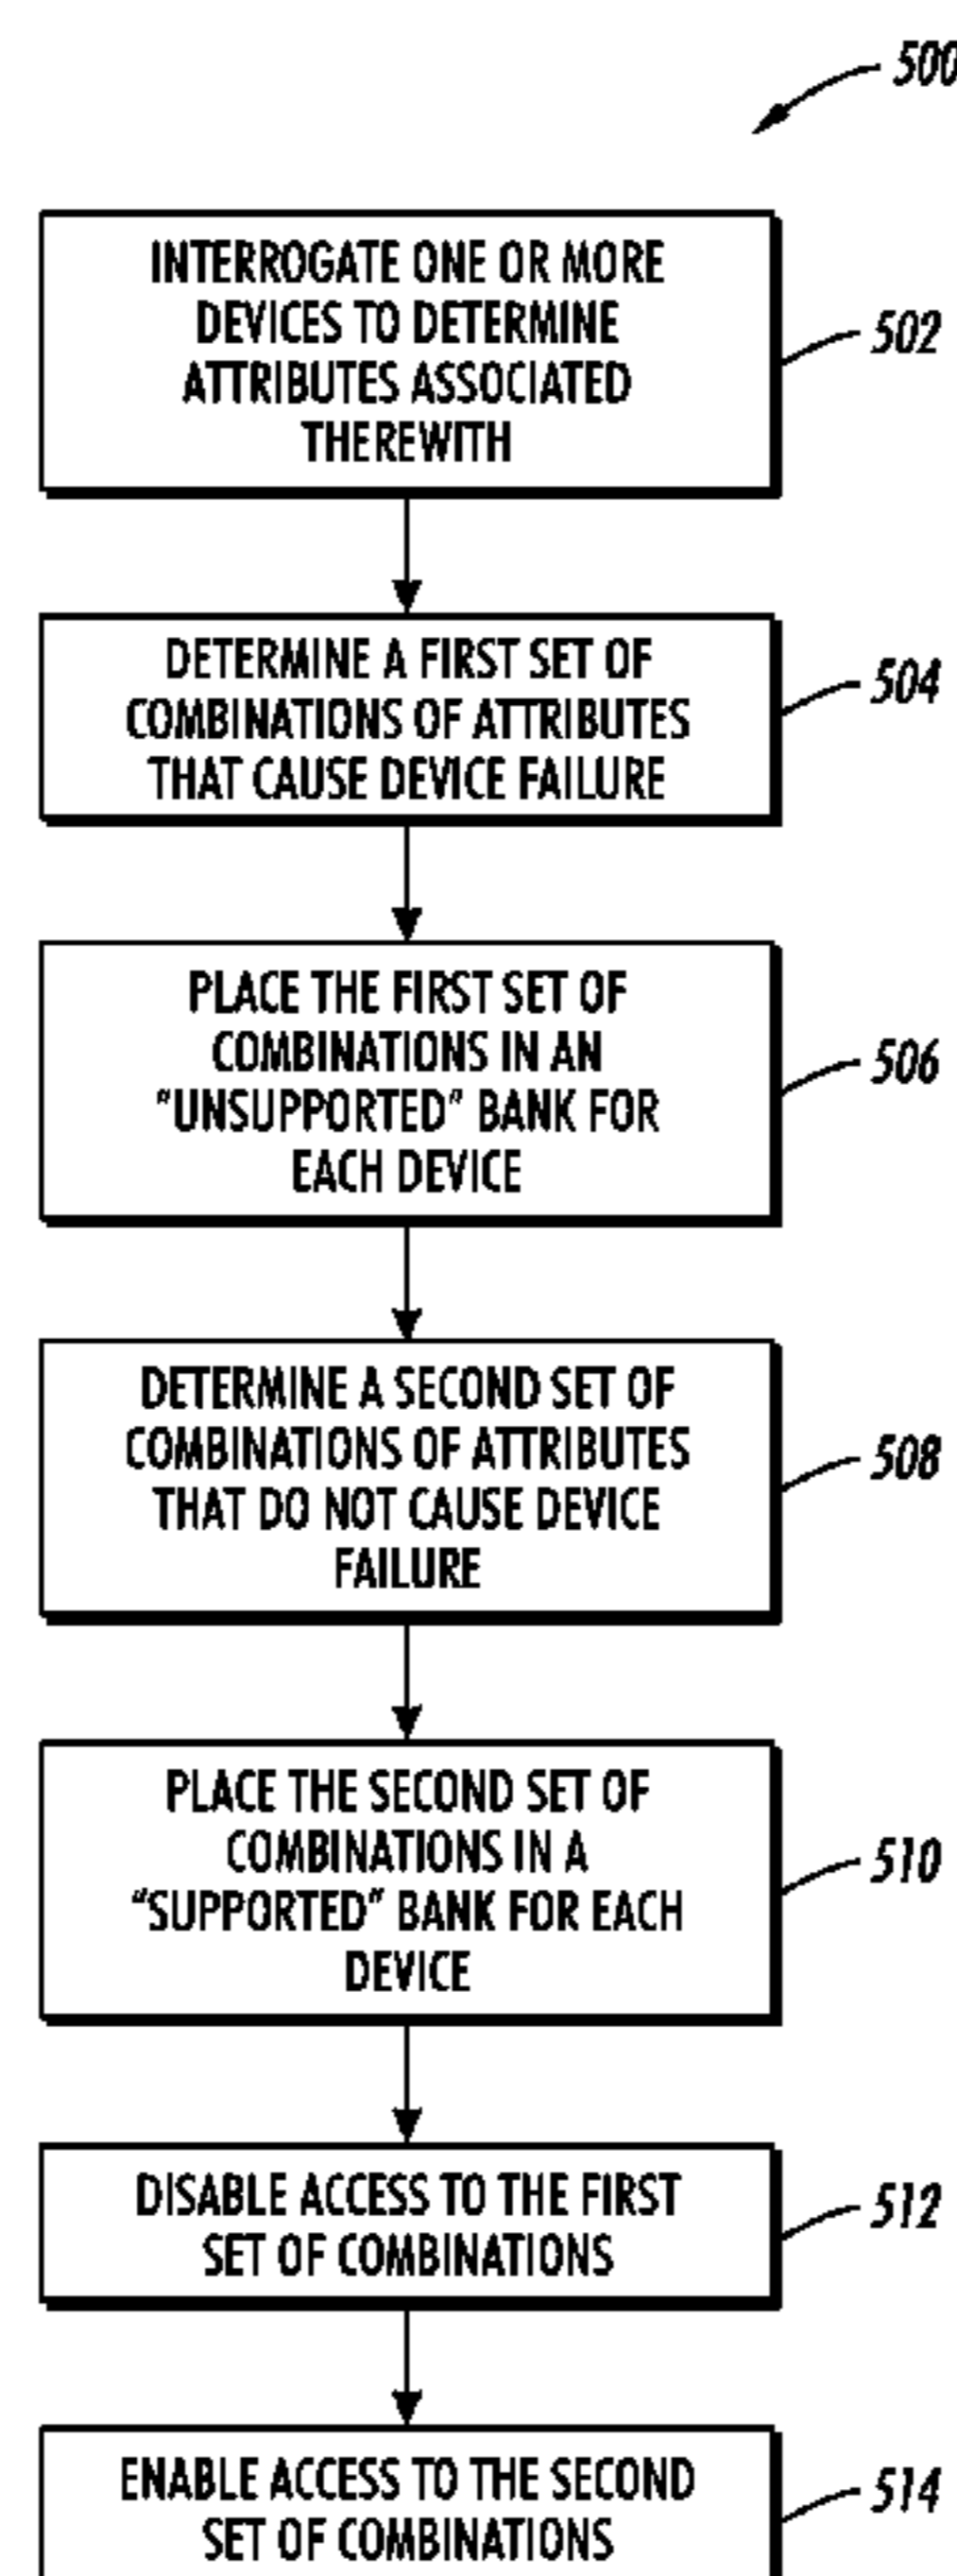 500
INTERROGATE ONE OR MORE
DEVICES TO DETERMINE
ATTRIBUTES ASSOCIATED
THEREWITH
502
DETERMINE A FIRST SET OF
COMBINATIONS OF ATTRIBUTES
THAT CAUSE DEVICE FAILURE
504
PLACE THE FIRST SET OF
COMBINATIONS IN AN
"UNSUPPORTED" BANK FOR
EACH DEVICE
506
DETERMINE A SECOND SET OF
COMBINATIONS OF ATTRIBUTES
THAT DO NOT CAUSE DEVICE
FAILURE
508
PLACE THE SECOND SET OF
COMBINATIONS IN A
"SUPPORTED" BANK FOR EACH
DEVICE
510
DISABLE ACCESS TO THE FIRST
SET OF COMBINATIONS
512
ENABLE ACCESS TO THE SECOND
SET OF COMBINATIONS
514